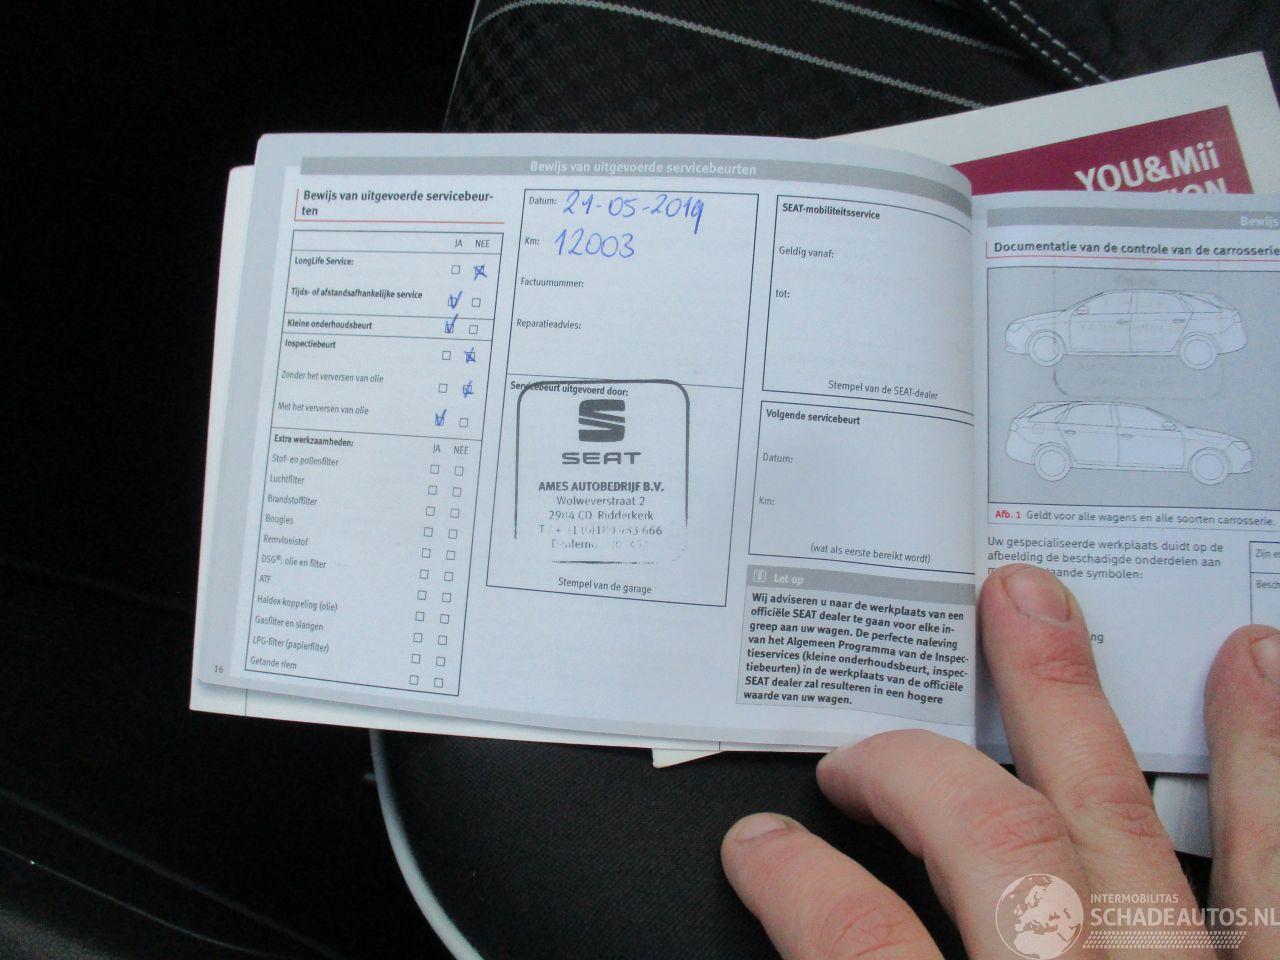 Bewijs van uitgevoerde servicebeurten
Bewijs van uitgevoerde servicebeur-
ten
JA NEE
LongLife Service:
Tijds- of afstandsafhankelijke service
Kleine onderhoudsbeurt
Inspectiebeurt
Zonder het verversen van olie
Met het verversen van olie
Extra werkzaamheden:
JA NEE
Stof- en pollenfilter
Luchtfilter
Brandstoffilter
Bougies
Remvloeistof
DSG®: olie en filter
ATF
Haldex-koppeling (olie)
Gasfilter en slangen
LPG-filter (papierfilter)
Getande riem
16
Datum: 21-05-2019
Km: 12003
Factuurnummer:
Reparatieadvies:
Servicebeurt uitgevoerd door:
SEAT
AMES AUTOBEDRIJF B.V.
Wolweverstraat 2
2984 CD Ridderkerk
Stempel van de garage
SEAT-mobiliteitsservice
Geldig vanaf:
tot:
Stempel van de SEAT-dealer
Volgende servicebeurt
Datum:
Km:
(wat als eerste bereikt wordt)
Let op
Wij adviseren u naar de werkplaats van een
officiële SEAT dealer te gaan voor elke in-
greep aan uw wagen. De perfecte naleving
van het Algemeen Programma van de Inspec-
tieservices (kleine onderhoudsbeurt, inspec-
tiebeurten) in de werkplaats van de officiële
SEAT dealer zal resulteren in een hogere
waarde van uw wagen.
YOU&Mii
Bewijs
Documentatie van de controle van de carrosserie
Afb. 1 Geldt voor alle wagens en alle soorten carrosserie.
Uw gespecialiseerde werkplaats duidt op de
afbeelding de beschadigde onderdelen aan
symbolen:
Zijn er
Besch
INTERMOBILITAS
SCHADEAUTOS.NL